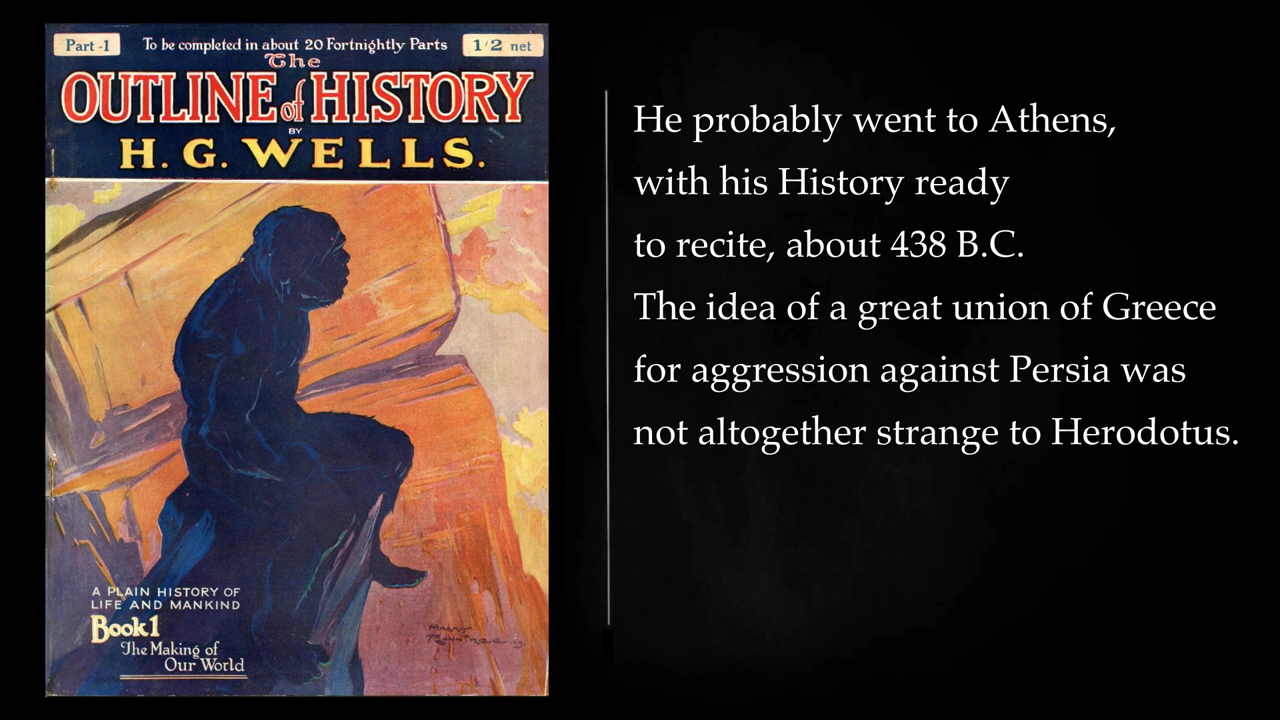 Part -1
To be completed in about 20 Fortnightly Parts
1/2 net
The
OUTLINE of HISTORY
BY
H. G. WELLS.
A PLAIN HISTORY OF
LIFE AND MANKIND
Book 1
The Making of
Our World
He probably went to Athens,
with his History ready
to recite, about 438 B.C.
The idea of a great union of Greece
for aggression against Persia was
not altogether strange to Herodotus.